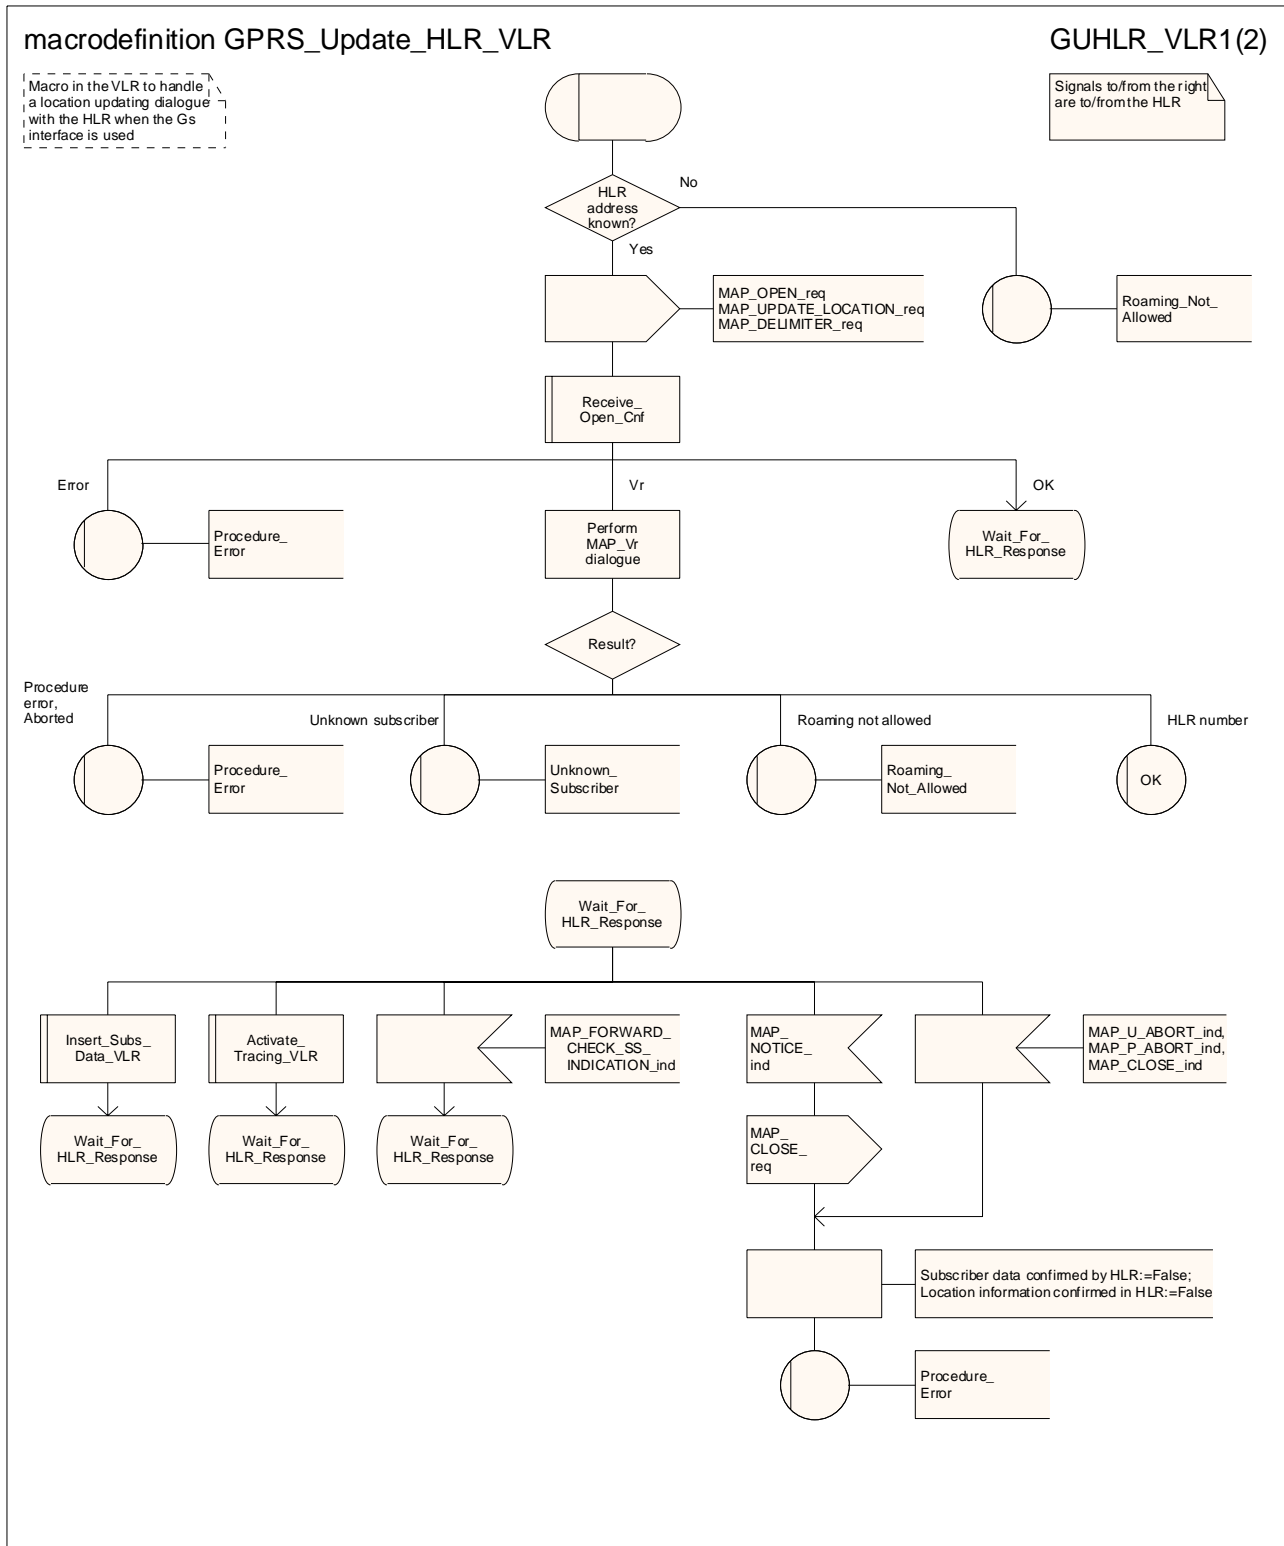 macrodefinition GPRS_Update_HLR_VLR
GUHLR_VLR1(2)
Macro in the VLR to handle
a location updating dialogue
with the HLR when the Gs
interface is used
Signals to/from the right
are to/from the HLR
HLR
address
known?
No
Yes
MAP_OPEN_req
MAP_UPDATE_LOCATION_req
MAP_DELIMITER_req
Roaming_Not_
Allowed
Receive_
Open_Cnf
Error
Vr
OK
Procedure_
Error
Perform
MAP_Vr
dialogue
Wait_For_
HLR_Response
Result?
Procedure
error,
Aborted
Unknown subscriber
Roaming not allowed
HLR number
Procedure_
Error
Unknown_
Subscriber
Roaming_
Not_Allowed
OK
Wait_For_
HLR_Response
Insert_Subs_
Data_VLR
Activate_
Tracing_VLR
MAP_FORWARD_
CHECK_SS_
INDICATION_ind
MAP_
NOTICE_
ind
MAP_U_ABORT_ind,
MAP_P_ABORT_ind,
MAP_CLOSE_ind
Wait_For_
HLR_Response
Wait_For_
HLR_Response
Wait_For_
HLR_Response
MAP_
CLOSE_
req
Subscriber data confirmed by HLR:=False;
Location information confirmed in HLR:=False
Procedure_
Error